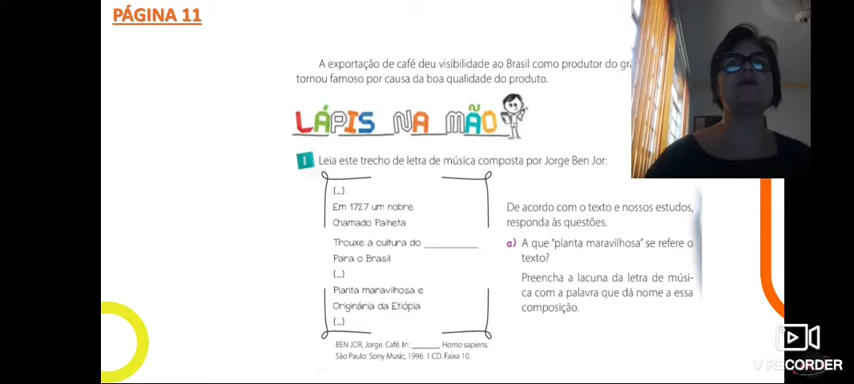 PÁGINA 11
A exportação de café deu visibilidade ao Brasil como produtor do
tornou famoso por causa da boa qualidade do produto.
LÁPIS NA MÃO
1 Leia este trecho de letra de música composta por Jorge Ben Jor:
(...)
Em 1727 um nobre
Chamado Palheta
Trouxe a cultura do __________
Para o Brasil
(...)
Planta maravilhosa e
Originária da Etiópia
(...)
BEN JOR, Jorge. Café. In: _______, Homo sapiens.
São Paulo: Sony Music, 1996. 1 CD. Faixa 10.
De acordo com o texto e nossos estudos,
responda às questões.
a) A que "planta maravilhosa" se refere o
texto?
Preencha a lacuna da letra de músi-
ca com a palavra que dá nome a essa
composição.
V RECORDER